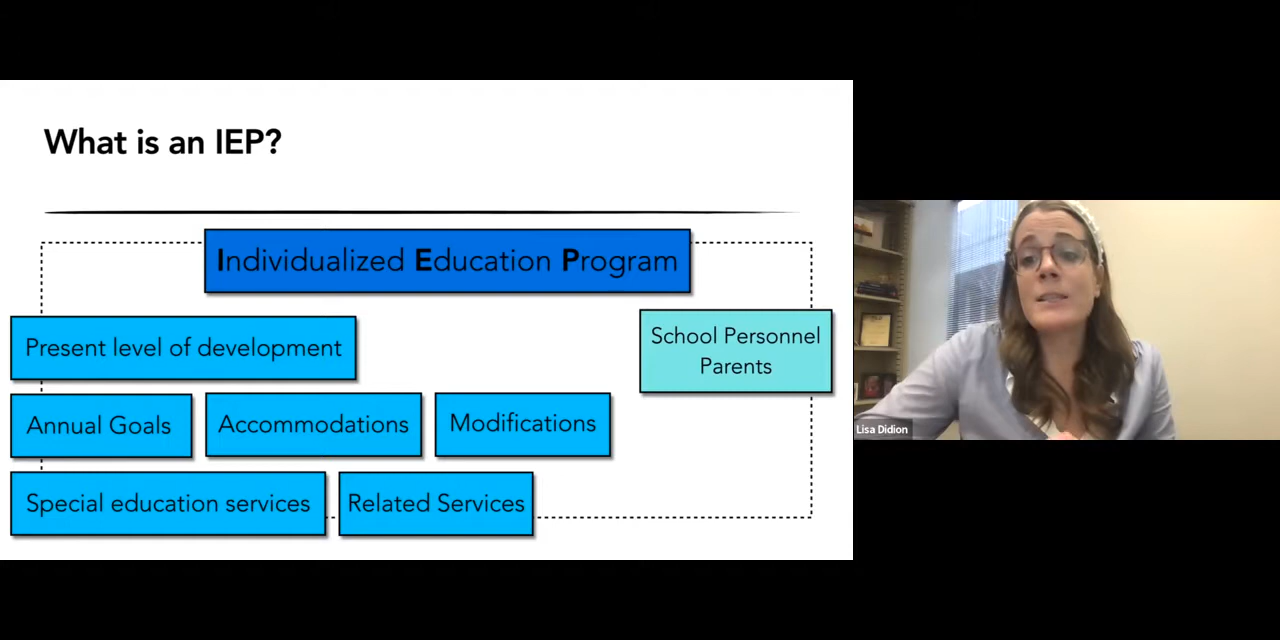 What is an IEP?
Individualized Education Program
School Personnel
Parents
Present level of development
Annual Goals
Accommodations
Modifications
Special education services
Related Services
Lisa Didion